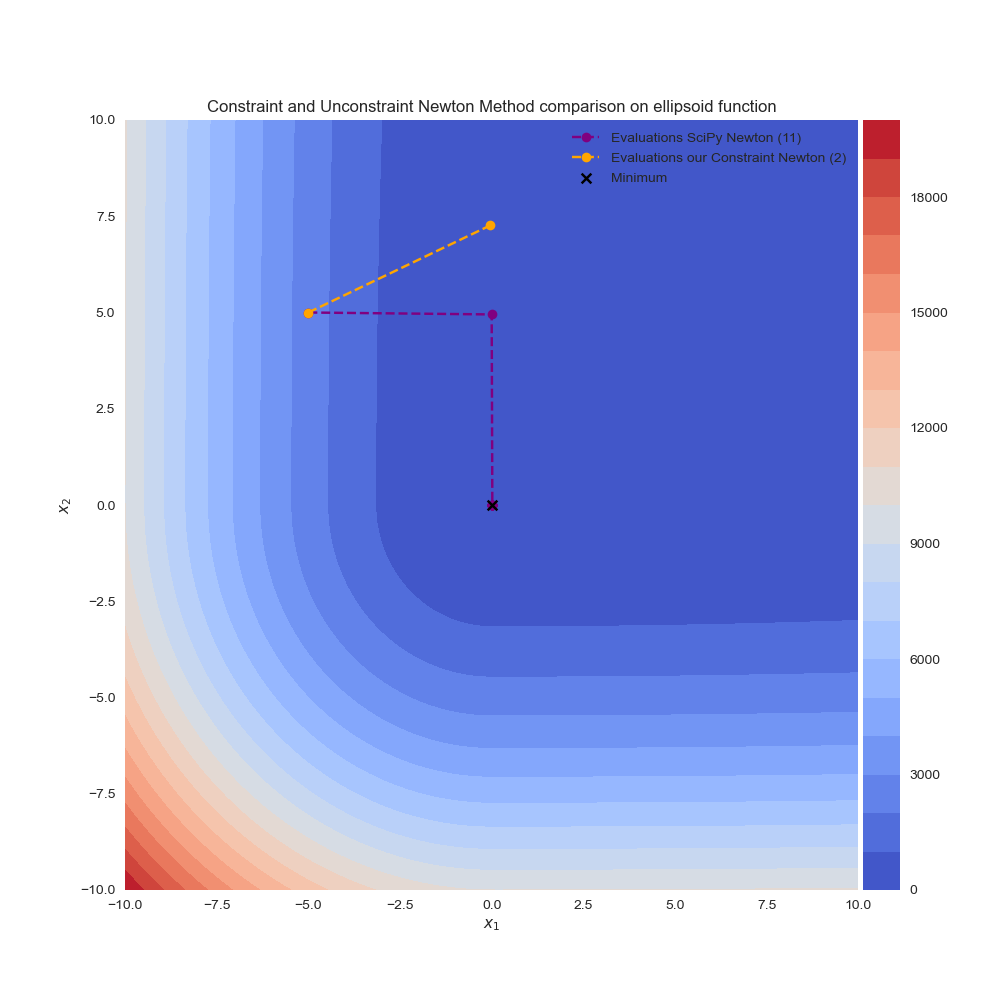 Constraint and Unconstraint Newton Method comparison on ellipsoid function
Evaluations SciPy Newton (11)
Evaluations our Constraint Newton (2)
Minimum
10.0
7.5
5.0
2.5
0.0
−2.5
−5.0
−7.5
−10.0
x₂
−10.0 −7.5 −5.0 −2.5 0.0 2.5 5.0 7.5 10.0
x₁
18000
15000
12000
9000
6000
3000
0